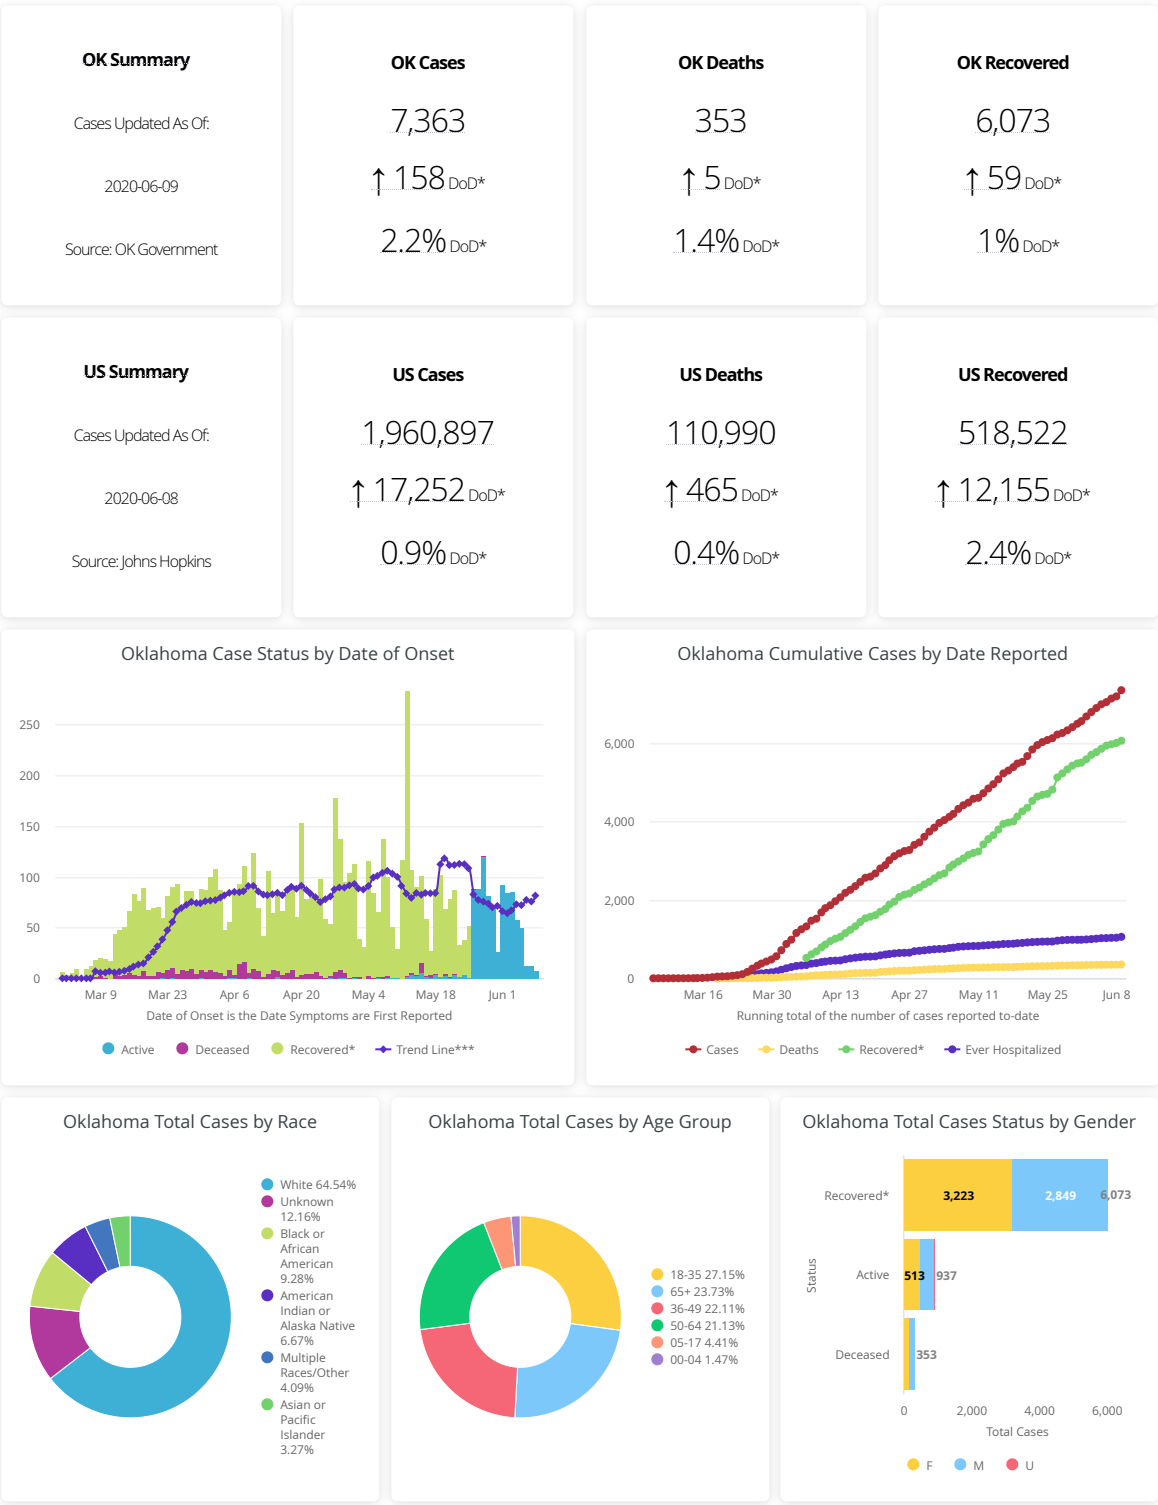 OK Summary
Cases Updated As Of:
2020-06-09
Source: OK Government
OK Cases
7,363
↑ 158 DoD*
2.2% DoD*
OK Deaths
353
↑ 5 DoD*
1.4% DoD*
OK Recovered
6,073
↑ 59 DoD*
1% DoD*
US Summary
Cases Updated As Of:
2020-06-08
Source: Johns Hopkins
US Cases
1,960,897
↑ 17,252 DoD*
0.9% DoD*
US Deaths
110,990
↑ 465 DoD*
0.4% DoD*
US Recovered
518,522
↑ 12,155 DoD*
2.4% DoD*
Oklahoma Case Status by Date of Onset
250
200
150
100
50
0
Mar 9 Mar 23 Apr 6 Apr 20 May 4 May 18 Jun 1
Date of Onset is the Date Symptoms are First Reported
Active Deceased Recovered* Trend Line***
Oklahoma Cumulative Cases by Date Reported
6,000
4,000
2,000
0
Mar 16 Mar 30 Apr 13 Apr 27 May 11 May 25 Jun 8
Running total of the number of cases reported to-date
Cases Deaths Recovered* Ever Hospitalized
Oklahoma Total Cases by Race
White 64.54%
Unknown
12.16%
Black or
African
American
9.28%
American
Indian or
Alaska Native
6.67%
Multiple
Races/Other
4.09%
Asian or
Pacific
Islander
3.27%
Oklahoma Total Cases by Age Group
18-35 27.15%
65+ 23.73%
36-49 22.11%
50-64 21.13%
05-17 4.41%
00-04 1.47%
Oklahoma Total Cases Status by Gender
Recovered* 3,223 2,849 6,073
Status
Active 513 937
Deceased 353
0 2,000 4,000 6,000
Total Cases
F M U